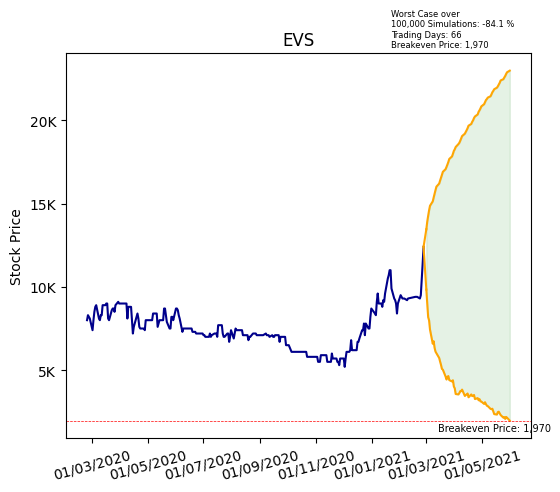 Worst Case over
100,000 Simulations: -84.1 %
Trading Days: 66
Breakeven Price: 1,970
EVS
Stock Price
20K
15K
10K
5K
Breakeven Price: 1,970
01/03/2020 01/05/2020 01/07/2020 01/09/2020 01/11/2020 01/01/2021 01/03/2021 01/05/2021